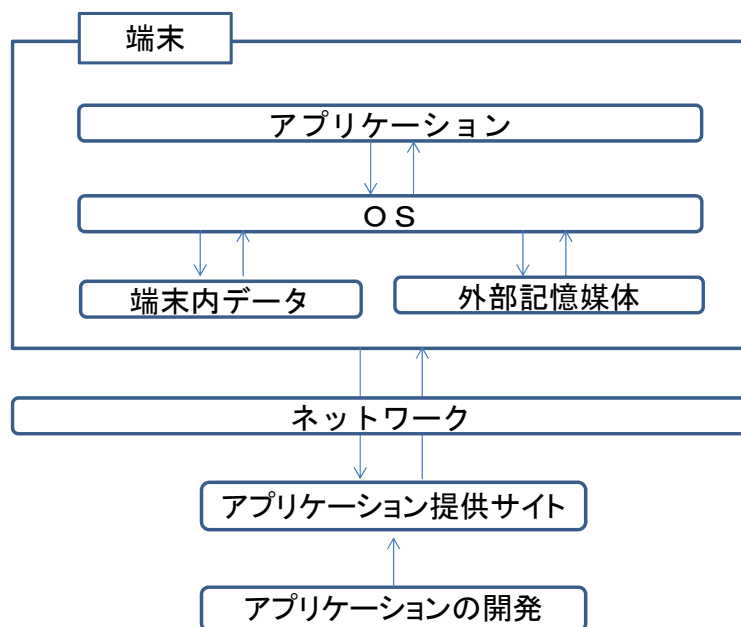 端末
アプリケーション
ＯＳ
端末内データ
外部記憶媒体
ネットワーク
アプリケーション提供サイト
アプリケーションの開発